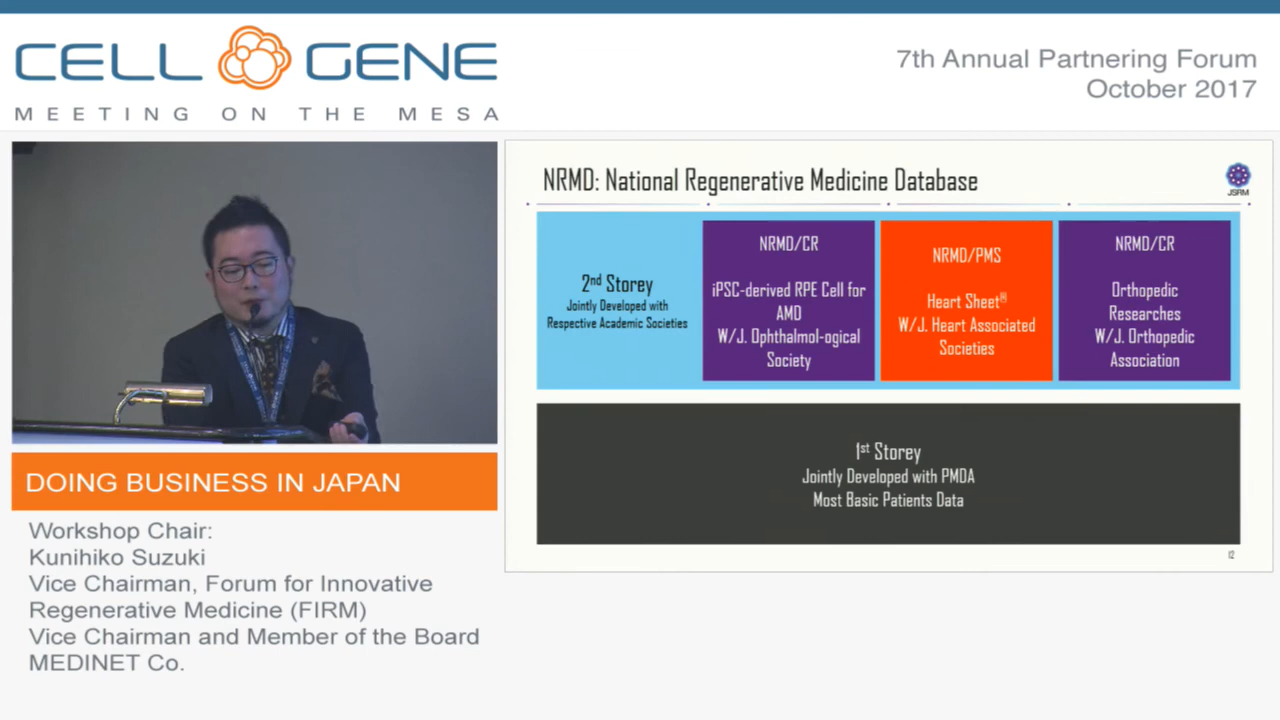 CELL GENE
MEETING ON THE MESA
7th Annual Partnering Forum
October 2017
NRMD: National Regenerative Medicine Database
JSRM
2nd Storey
Jointly Developed with
Respective Academic Societies
NRMD/CR
iPSC-derived RPE Cell for
AMD
W/J. Ophthalmol-ogical
Society
NRMD/PMS
Heart Sheet®
W/J. Heart Associated
Societies
NRMD/CR
Orthopedic
Researches
W/J. Orthopedic
Association
1st Storey
Jointly Developed with PMDA
Most Basic Patients Data
12
DOING BUSINESS IN JAPAN
Workshop Chair:
Kunihiko Suzuki
Vice Chairman, Forum for Innovative
Regenerative Medicine (FIRM)
Vice Chairman and Member of the Board
MEDINET Co.